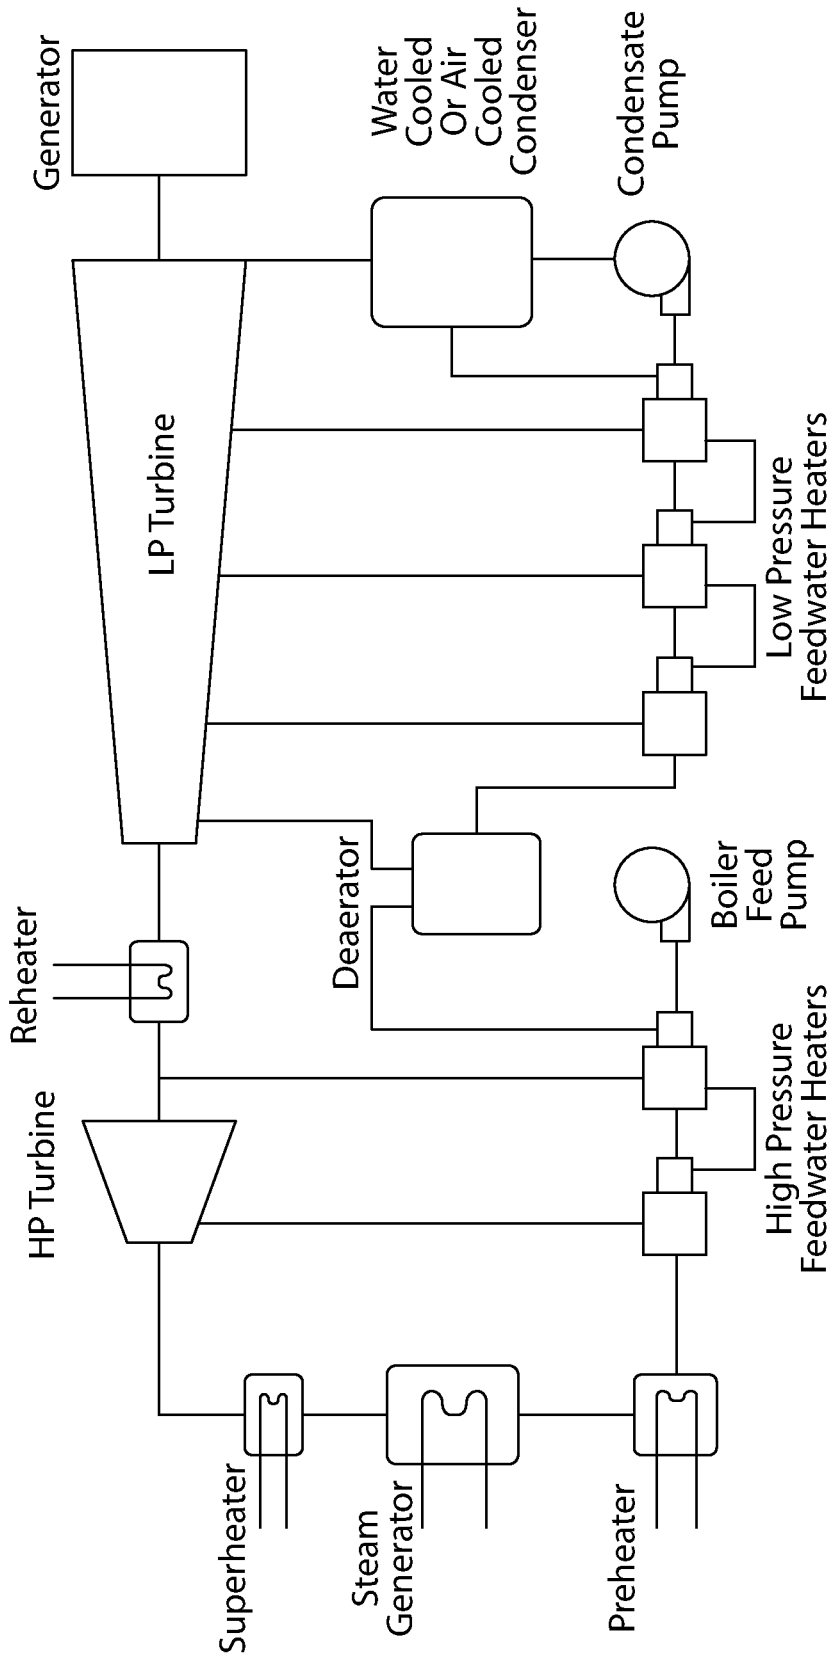 Generator
LP Turbine
Reheater
HP Turbine
Water
Cooled
Or Air
Cooled
Condenser
Condensate
Pump
Low Pressure
Feedwater Heaters
Deaerator
Boiler
Feed
Pump
High Pressure
Feedwater Heaters
Superheater
Steam
Generator
Preheater